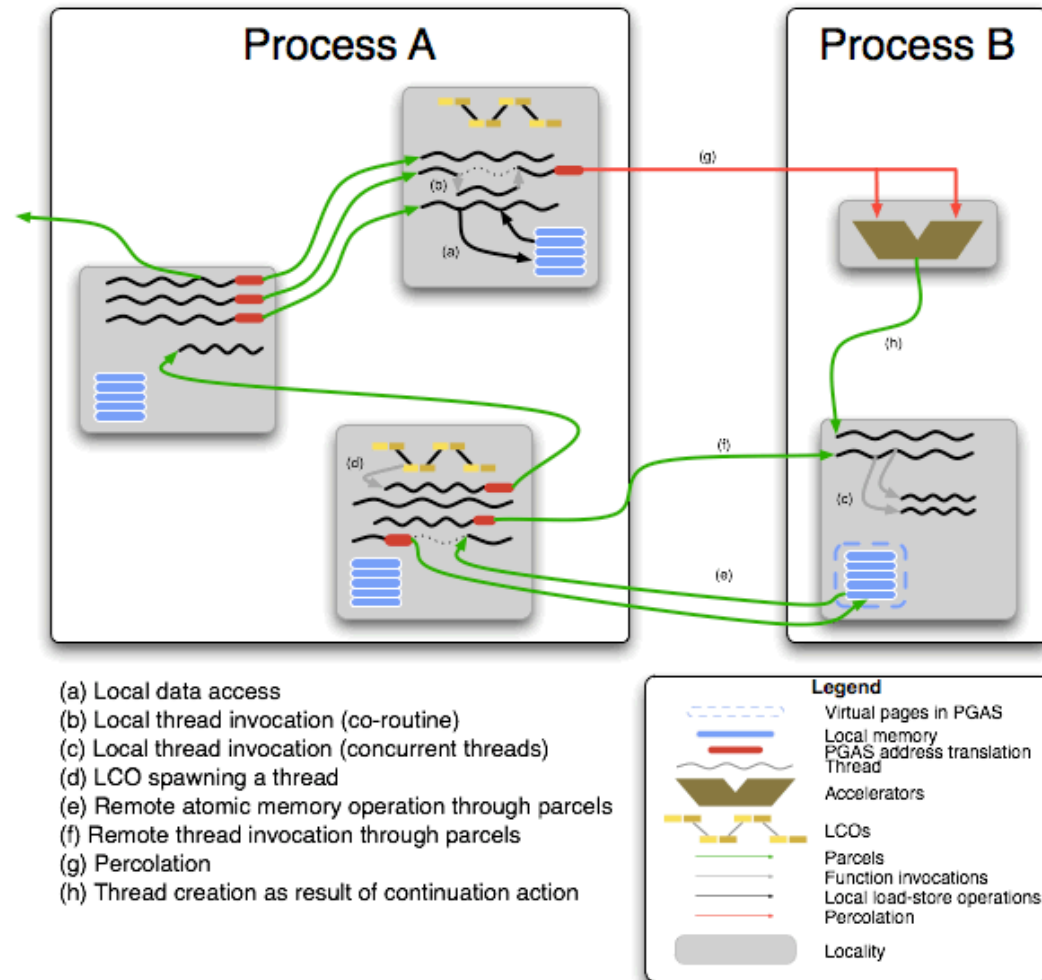 Process A
Process B
(g)
(b)
(a)
(h)
(d)
(f)
(c)
(e)
(a) Local data access
(b) Local thread invocation (co-routine)
(c) Local thread invocation (concurrent threads)
(d) LCO spawning a thread
(e) Remote atomic memory operation through parcels
(f) Remote thread invocation through parcels
(g) Percolation
(h) Thread creation as result of continuation action
Legend
Virtual pages in PGAS
Local memory
PGAS address translation
Thread
Accelerators
LCOs
Parcels
Function invocations
Local load-store operations
Percolation
Locality